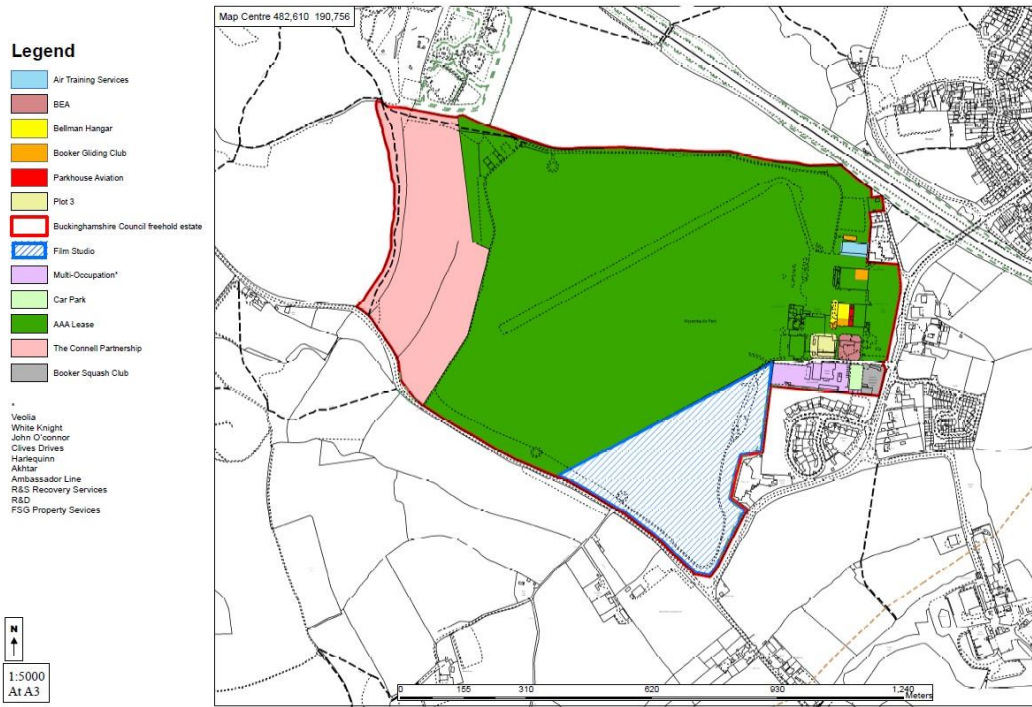 Map Centre 482,610 190,756
Legend
Air Training Services
BEA
Bellman Hangar
Booker Gliding Club
Parkhouse Aviation
Plot 3
Buckinghamshire Council freehold estate
Film Studio
Multi-Occupation*
Car Park
AAA Lease
The Connell Partnership
Booker Squash Club
*
Veolia
White Knight
John O'connor
Clives Drives
Harlequinn
Akhtar
Ambassador Line
R&S Recovery Services
R&D
FSG Property Sevices
N
1:5000
At A3
0 155 310 620 930 1,240
Meters